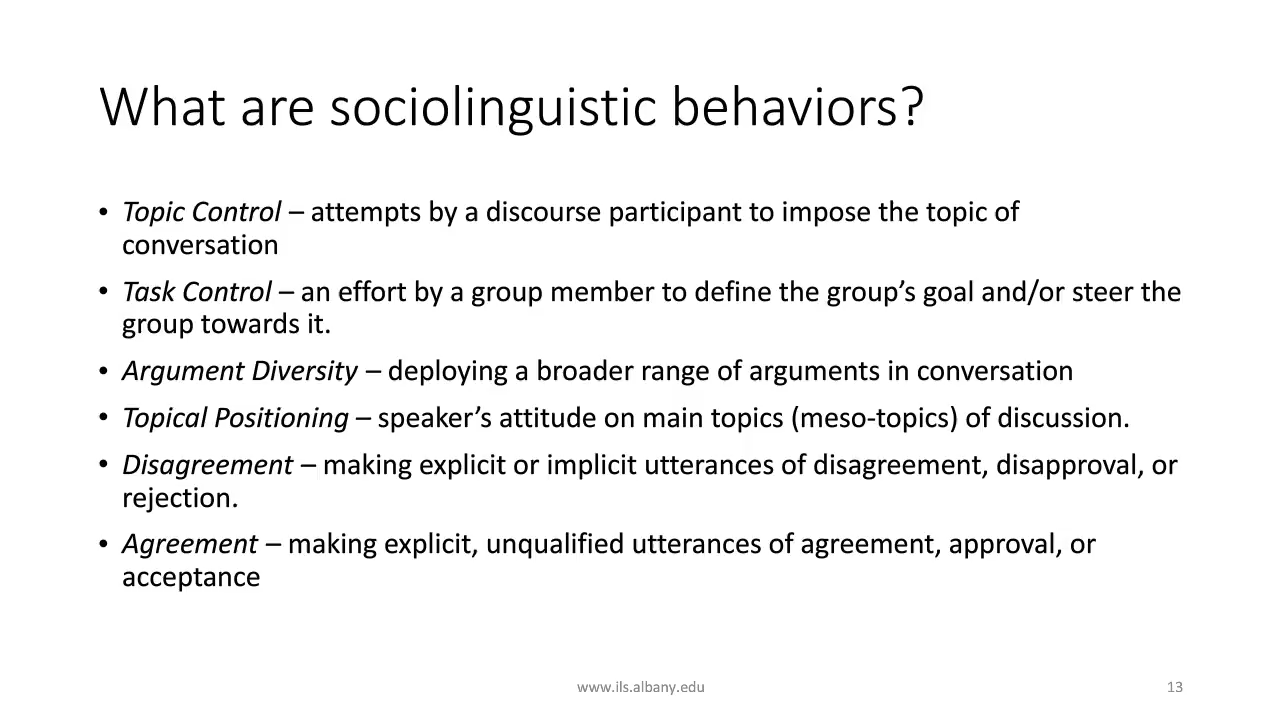 What are sociolinguistic behaviors?
• Topic Control – attempts by a discourse participant to impose the topic of
conversation
• Task Control – an effort by a group member to define the group’s goal and/or steer the
group towards it.
• Argument Diversity – deploying a broader range of arguments in conversation
• Topical Positioning – speaker’s attitude on main topics (meso-topics) of discussion.
• Disagreement – making explicit or implicit utterances of disagreement, disapproval, or
rejection.
• Agreement – making explicit, unqualified utterances of agreement, approval, or
acceptance
www.ils.albany.edu
13